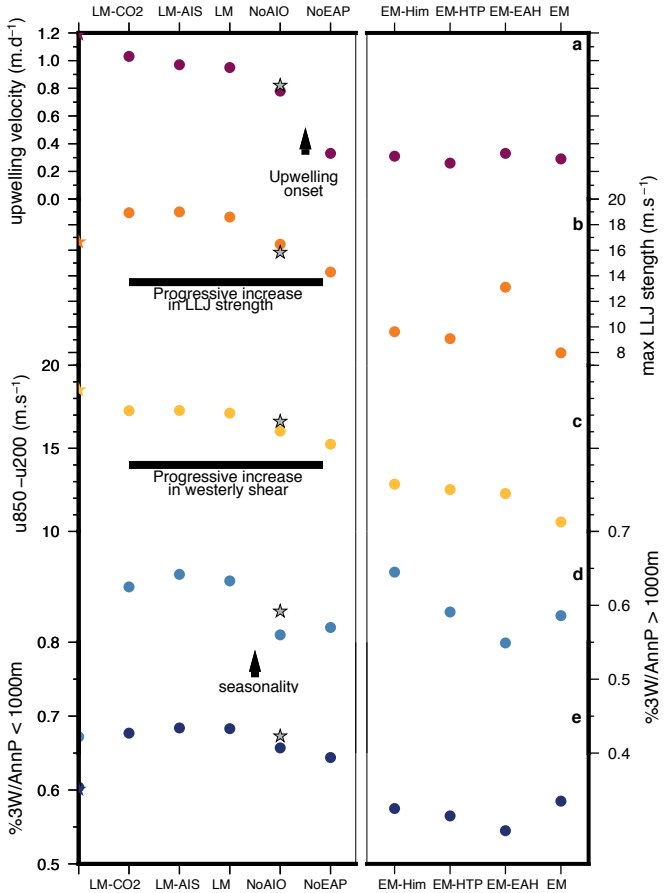 LM-CO2 LM-AIS LM NoAIO NoEAP EM-Him EM-HTP EM-EAH EM
upwelling velocity (m.d⁻¹)
1.2
1.0
0.8
0.6
0.4
0.2
0.0
a
Upwelling
onset
max LLJ stength (m.s⁻¹)
20
18
16
14
12
10
8
b
Progressive increase
in LLJ strength
u850−u200 (m.s⁻¹)
20
15
10
c
Progressive increase
in westerly shear
%3W/AnnP > 1000m
0.7
0.6
0.5
0.4
d
seasonality
%3W/AnnP < 1000m
0.8
0.7
0.6
0.5
e
LM-CO2 LM-AIS LM NoAIO NoEAP EM-Him EM-HTP EM-EAH EM